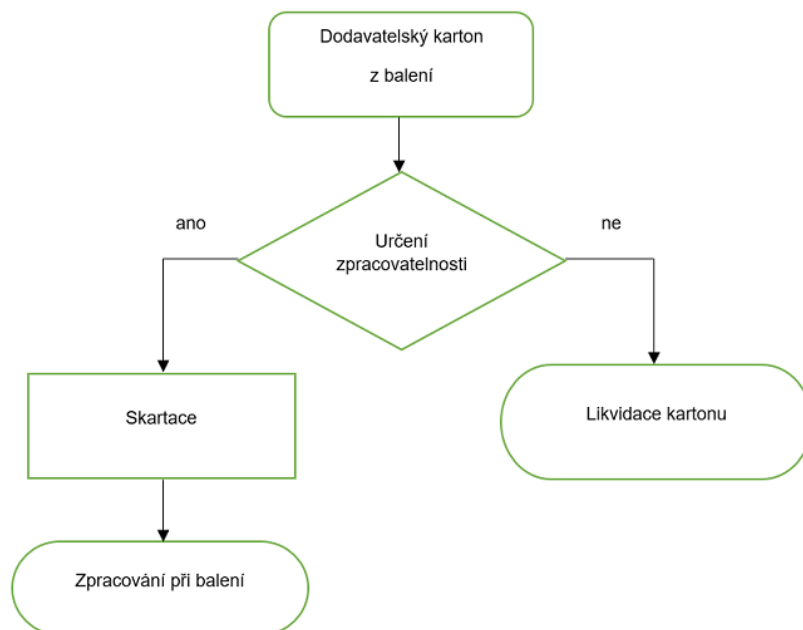 Dodavatelský karton
z balení
ano
ne
Určení
zpracovatelnosti
Skartace
Likvidace kartonu
Zpracování při balení